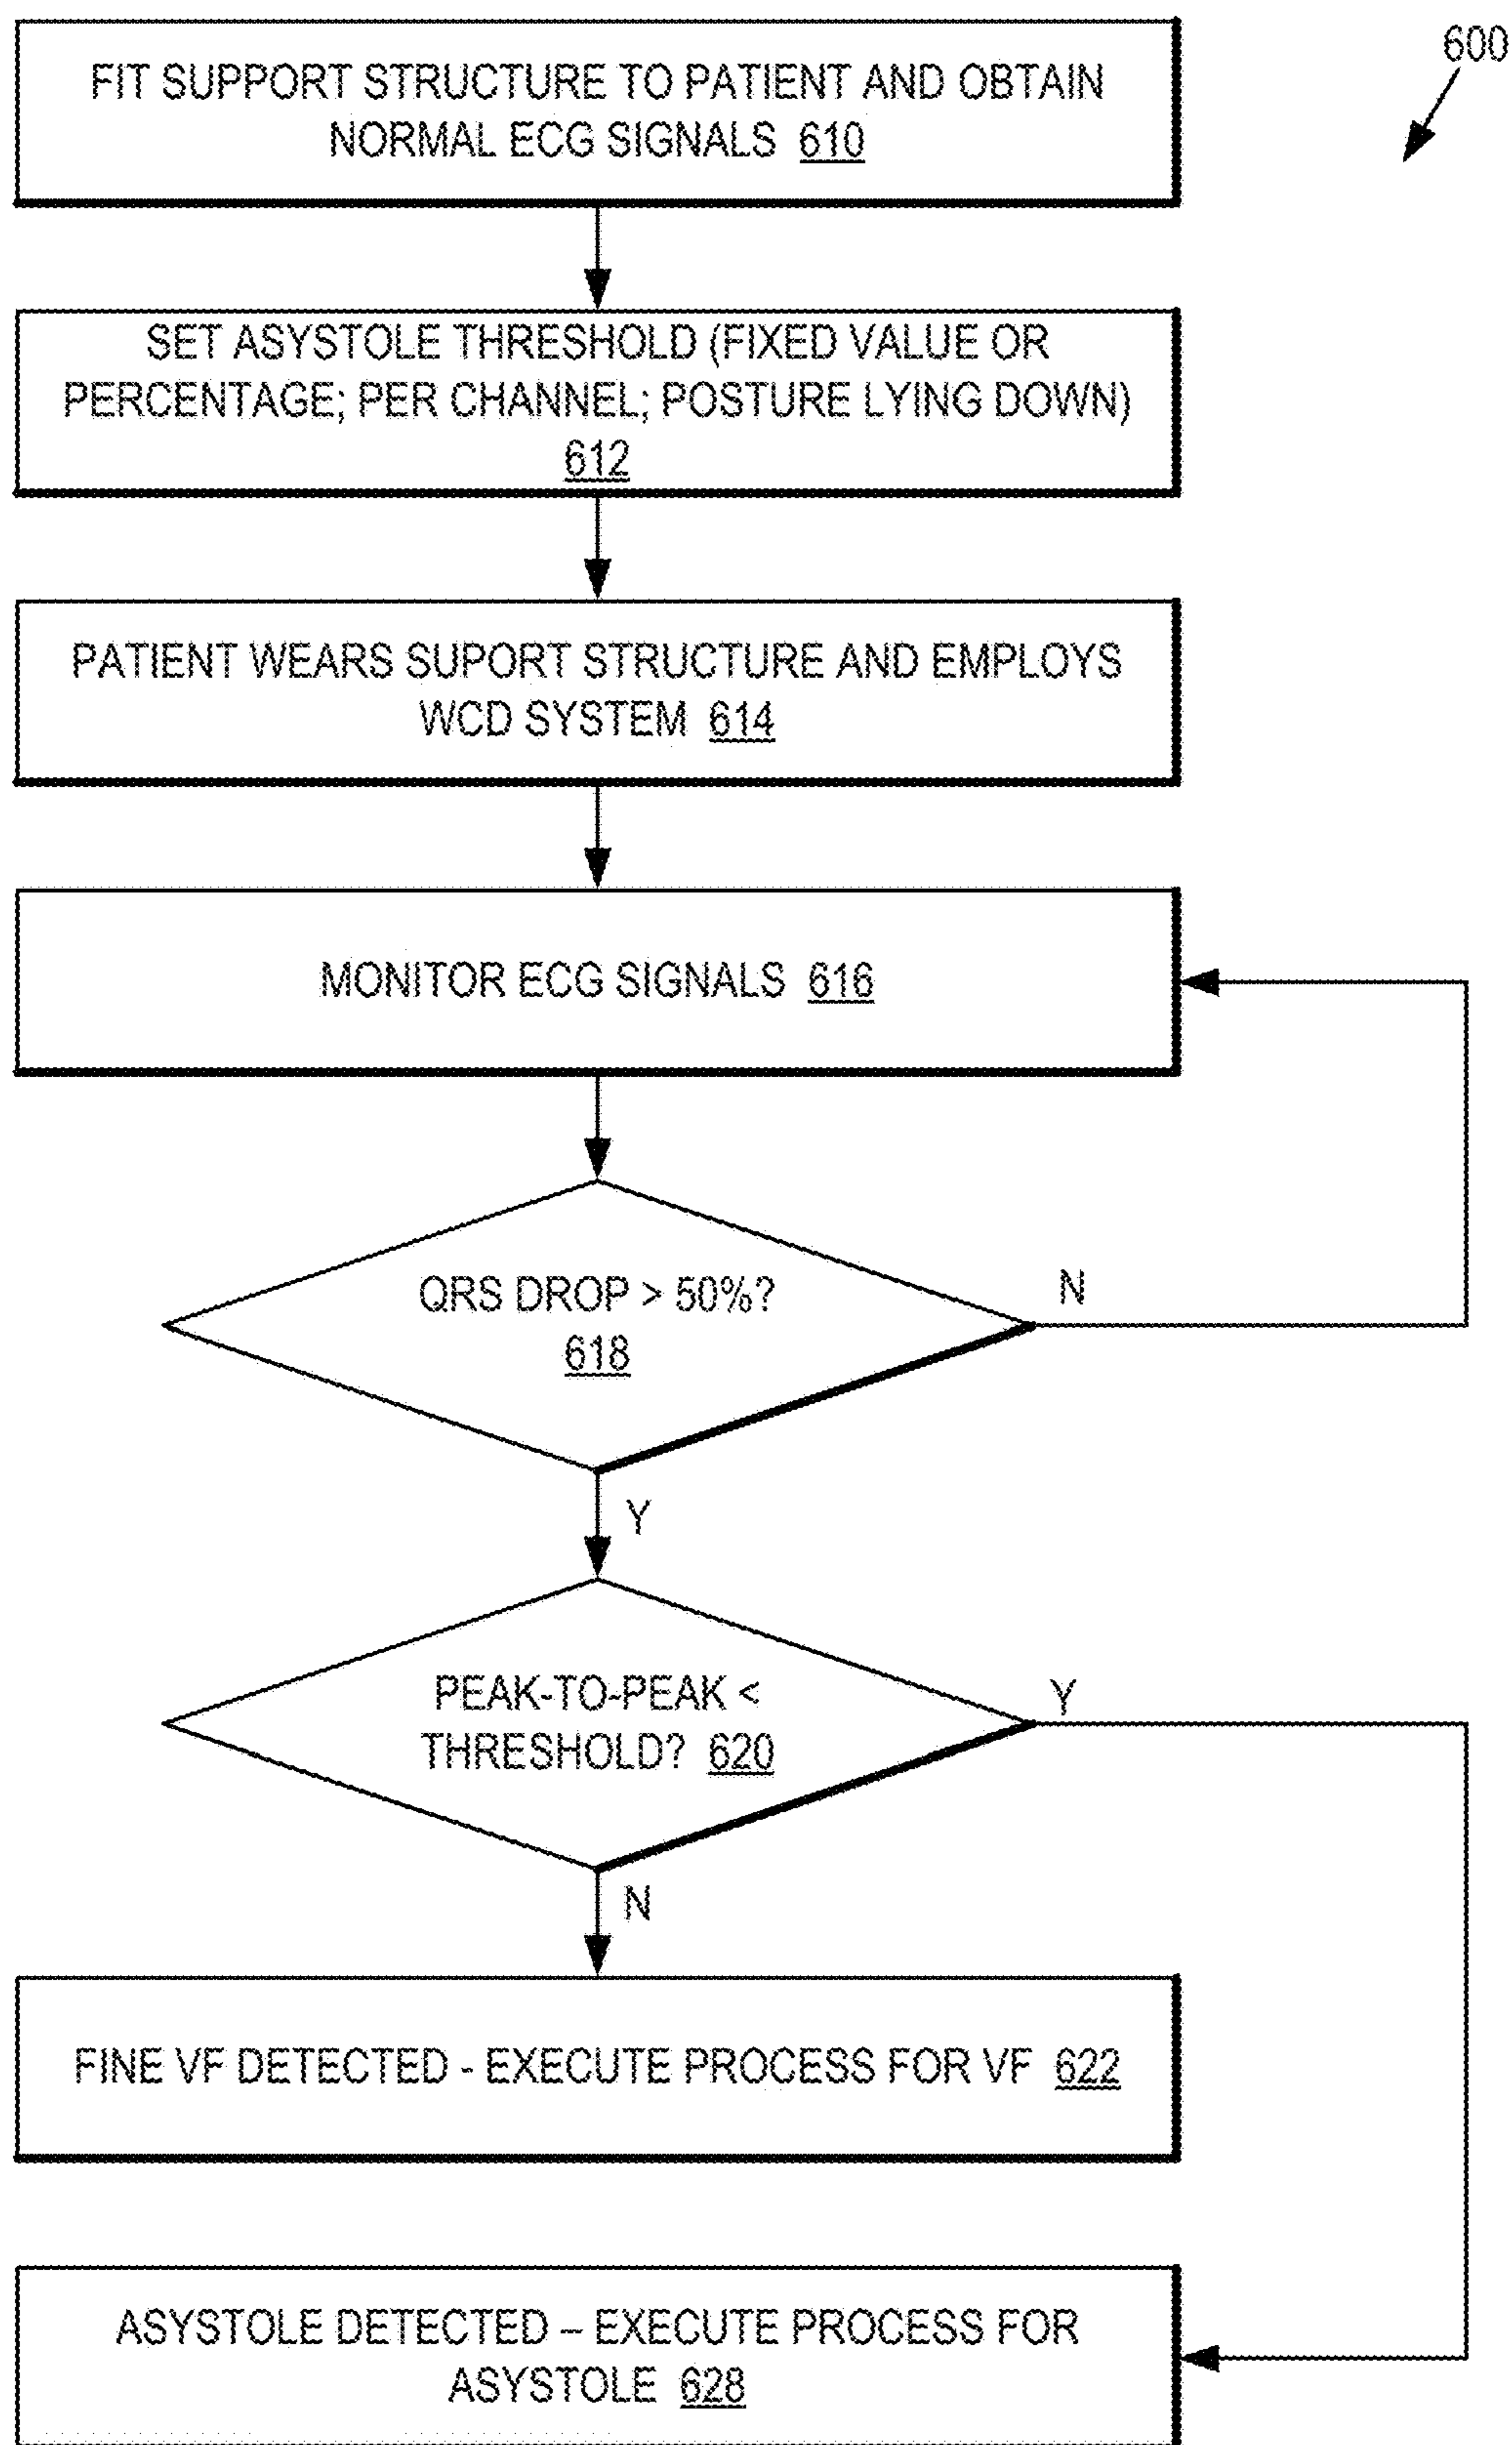 600
FIT SUPPORT STRUCTURE TO PATIENT AND OBTAIN
NORMAL ECG SIGNALS 610
SET ASYSTOLE THRESHOLD (FIXED VALUE OR
PERCENTAGE; PER CHANNEL; POSTURE LYING DOWN)
612
PATIENT WEARS SUPORT STRUCTURE AND EMPLOYS
WCD SYSTEM 614
MONITOR ECG SIGNALS 616
QRS DROP > 50%?
618
N
Y
PEAK-TO-PEAK <
THRESHOLD? 620
Y
N
FINE VF DETECTED - EXECUTE PROCESS FOR VF 622
ASYSTOLE DETECTED – EXECUTE PROCESS FOR
ASYSTOLE 628